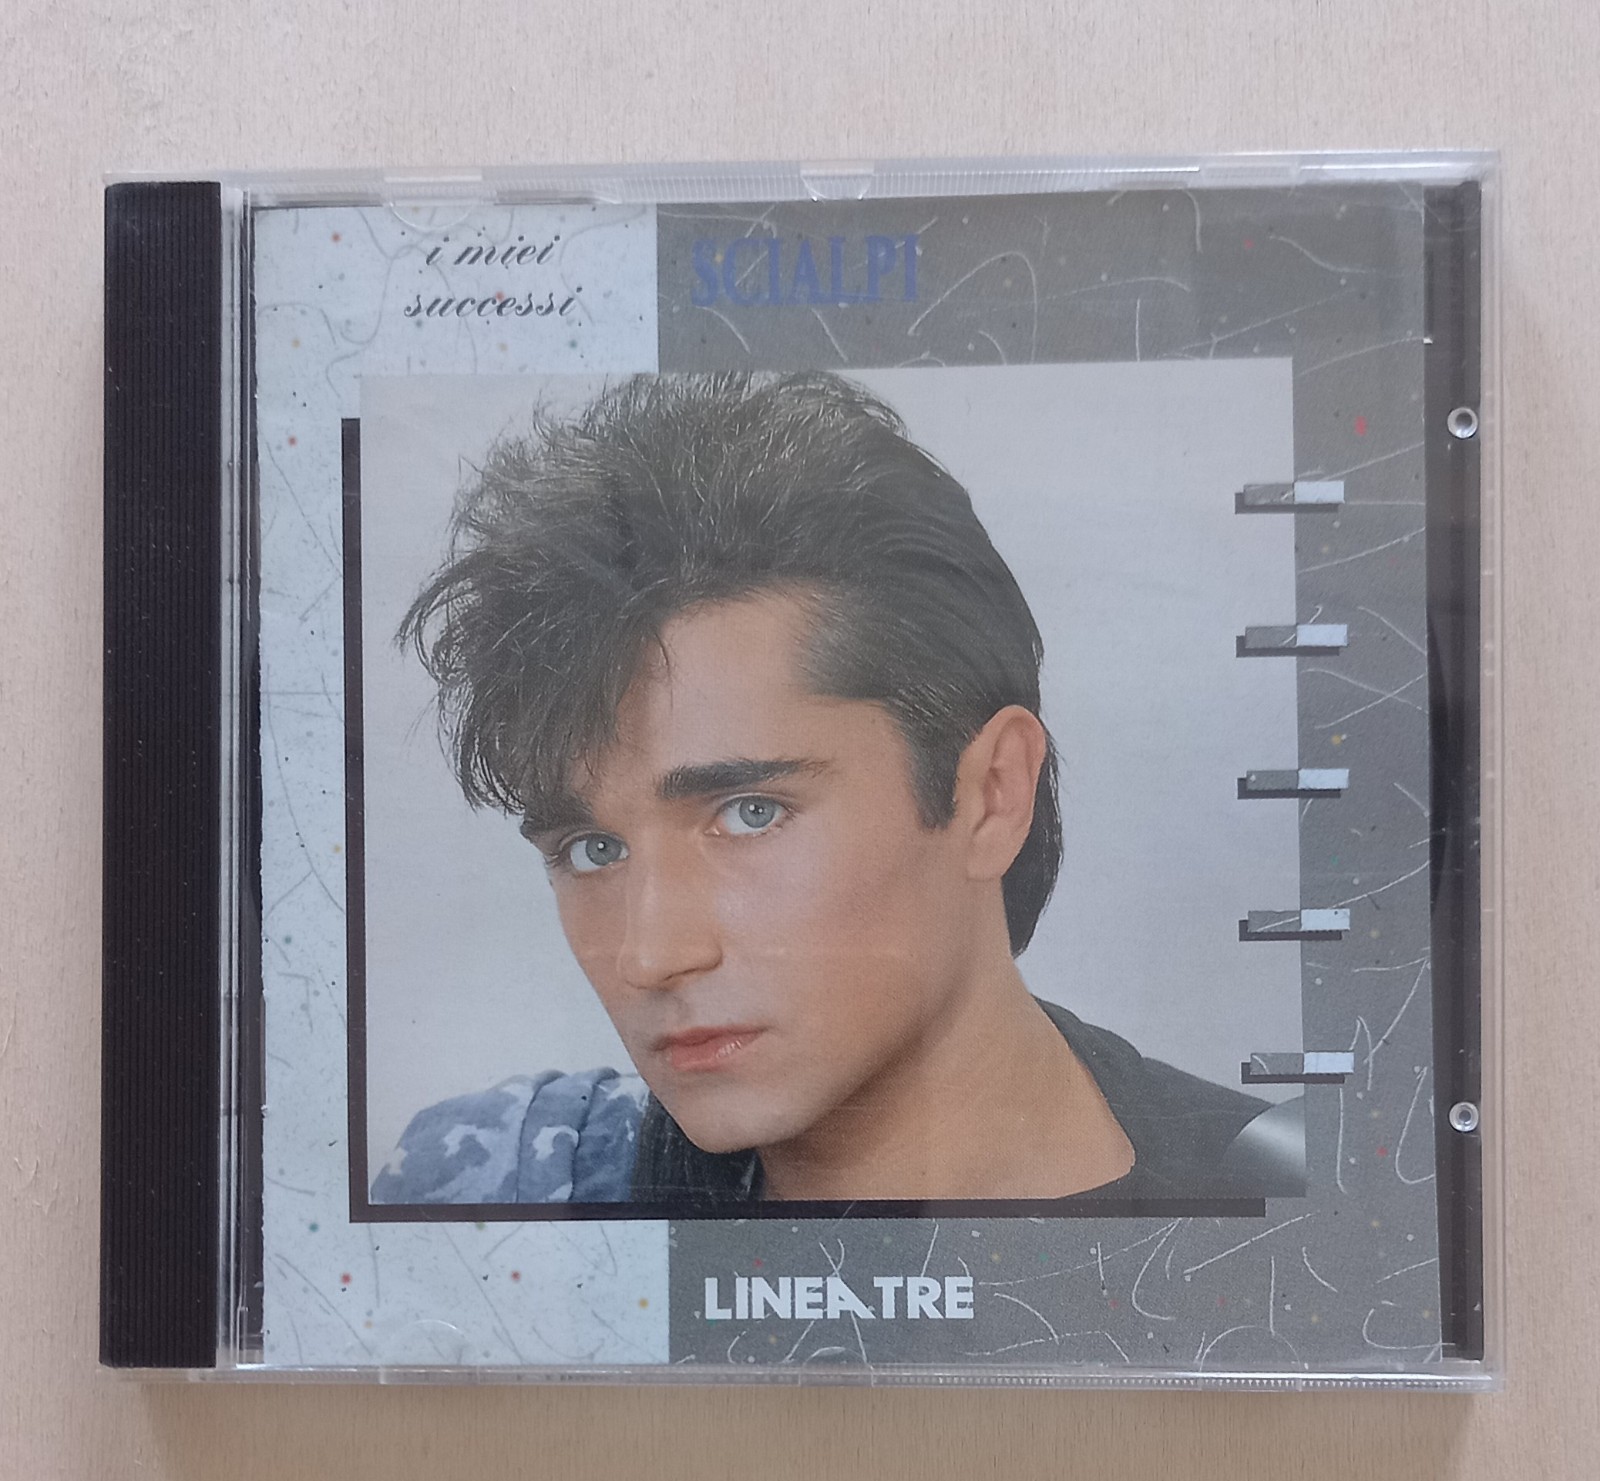 i miei
successi
SCIALPI
LINEA TRE